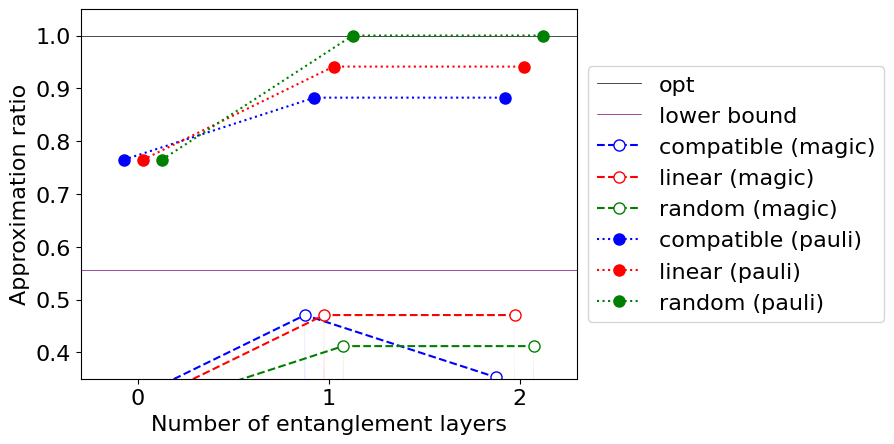 1.0
0.9
0.8
0.7
0.6
0.5
0.4
Approximation ratio
0 1 2
Number of entanglement layers
opt
lower bound
compatible (magic)
linear (magic)
random (magic)
compatible (pauli)
linear (pauli)
random (pauli)